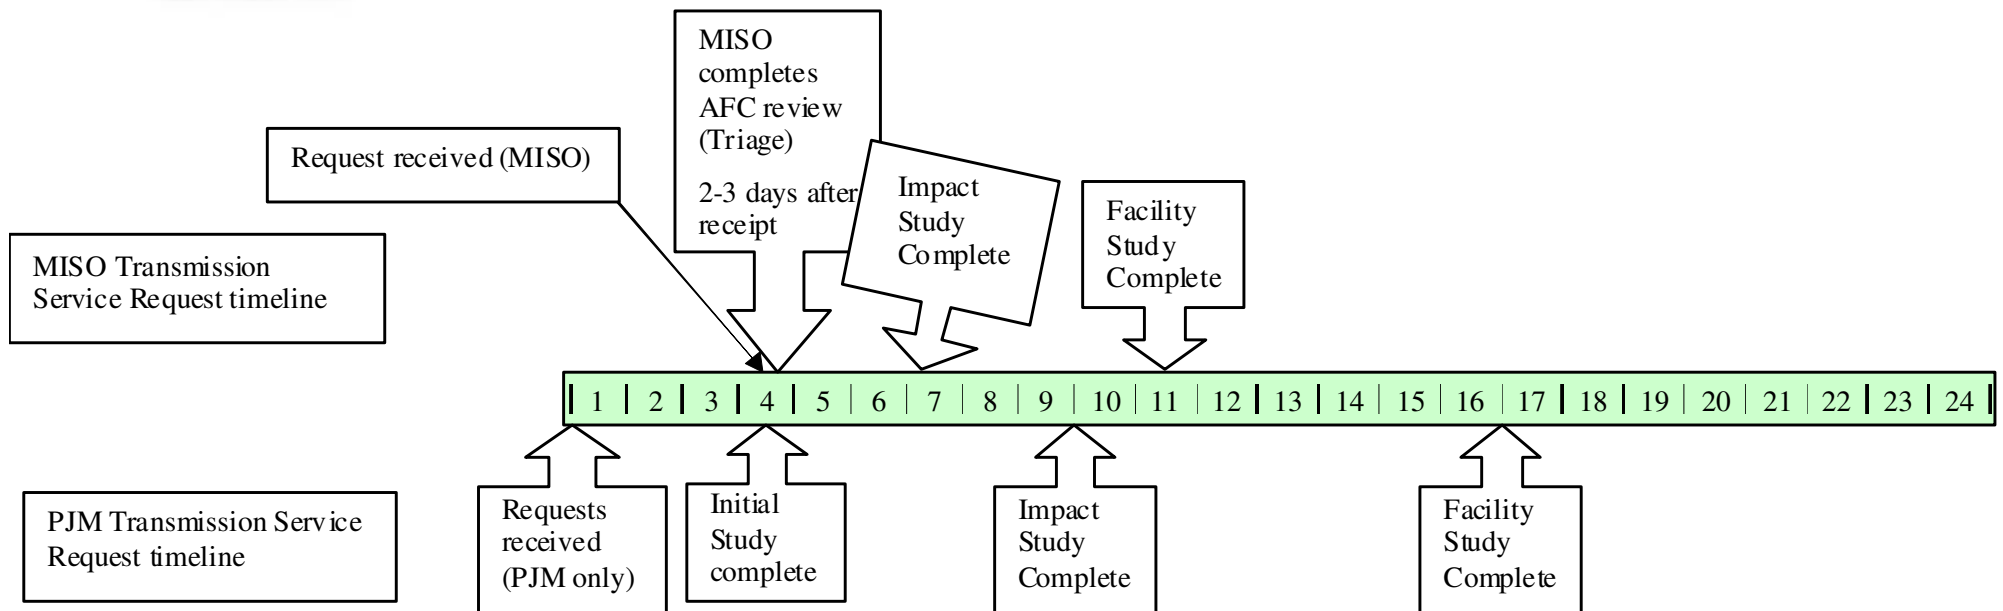 MISO
completes
AFC review
(Triage)
2-3 days after
receipt
Request received (MISO)
Impact
Study
Complete
Facility
Study
Complete
MISO Transmission
Service Request timeline
1 2 3 4 5 6 7 8 9 10 11 12 13 14 15 16 17 18 19 20 21 22 23 24
PJM Transmission Service
Request timeline
Requests
received
(PJM only)
Initial
Study
complete
Impact
Study
Complete
Facility
Study
Complete